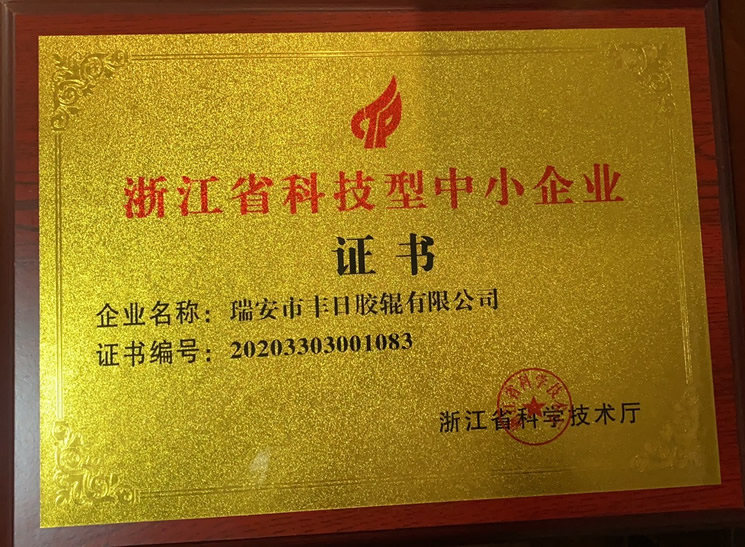 浙江省科技型中小企业
证书
企业名称：瑞安市丰日胶辊有限公司
证书编号：20203303001083
浙江省科学技术厅